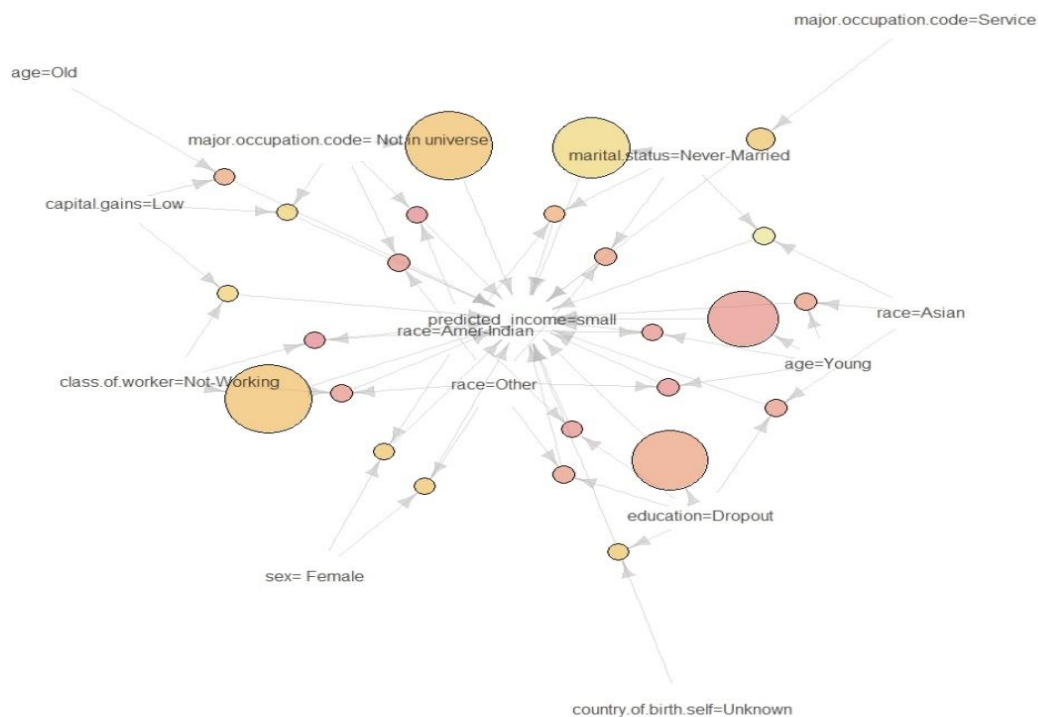 major.occupation.code=Service
age=Old
major.occupation.code= Not in universe
marital.status=Never-Married
capital.gains=Low
race=Asian
predicted_income=small
race=Amer-Indian
age=Young
class.of.worker=Not-Working
race=Other
education=Dropout
sex= Female
country.of.birth.self=Unknown